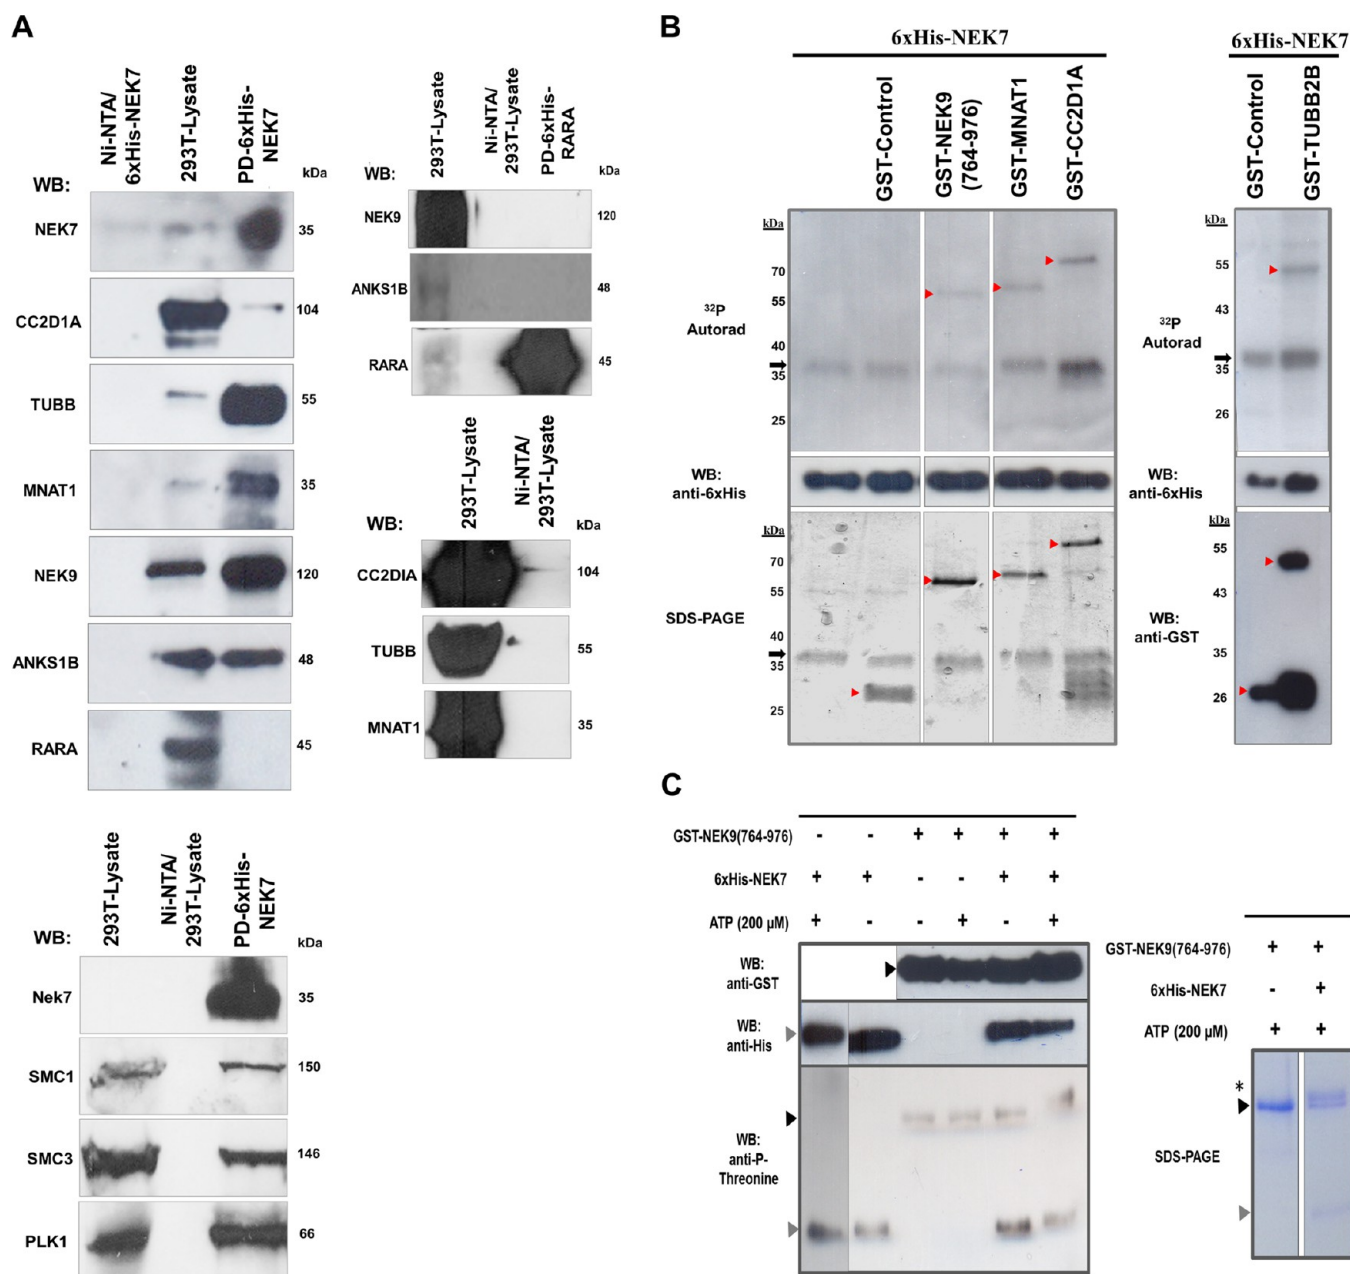 A
Ni-NTA/
6xHis-NEK7
293T-Lysate
PD-6xHis-
NEK7
WB:
kDa
NEK7
35
CC2D1A
104
TUBB
55
MNAT1
35
NEK9
120
ANKS1B
48
RARA
45
293T-Lysate
Ni-NTA/
293T-Lysate
PD-6xHis-
RARA
WB:
kDa
NEK9
120
ANKS1B
48
RARA
45
293T-Lysate
Ni-NTA/
293T-Lysate
WB:
kDa
CC2DIA
104
TUBB
55
MNAT1
35
293T-Lysate
Ni-NTA/
293T-Lysate
PD-6xHis-
NEK7
WB:
kDa
Nek7
35
SMC1
150
SMC3
146
PLK1
66
B
6xHis-NEK7
GST-Control
GST-NEK9
(764-976)
GST-MNAT1
GST-CC2D1A
kDa
70
55
40
35
25
32P
Autorad
WB:
anti-6xHis
kDa
70
55
40
35
25
SDS-PAGE
6xHis-NEK7
GST-Control
GST-TUBB2B
kDa
55
43
35
26
32P
Autorad
WB:
anti-6xHis
kDa
55
43
35
26
WB:
anti-GST
C
GST-NEK9(764-976) - - + + + +
6xHis-NEK7 + + - - + +
ATP (200 µM) + - - + - +
WB:
anti-GST
WB:
anti-His
WB:
anti-P-
Threonine
GST-NEK9(764-976) + +
6xHis-NEK7 - +
ATP (200 µM) + +
*
SDS-PAGE